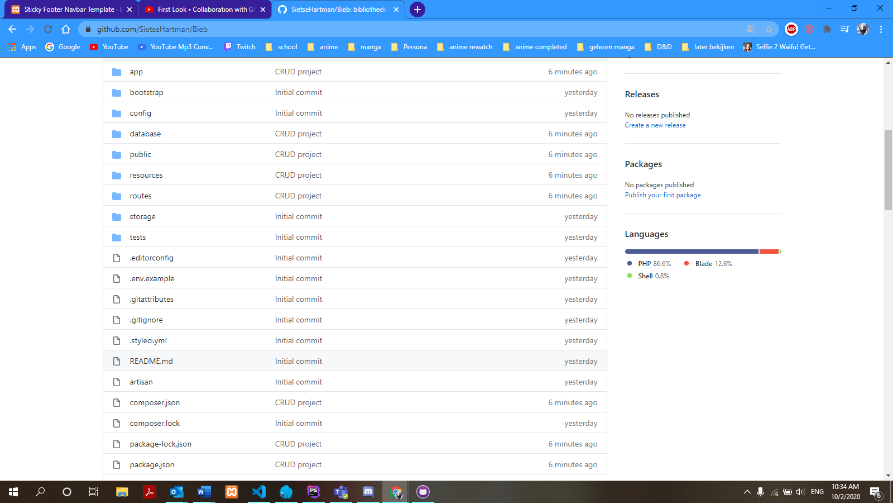 Sticky Footer Navbar Template ·
First Look • Collaboration with G
SietseHartman/Bieb: bibliotheek
github.com/SietseHartman/Bieb
Apps Google YouTube YouTube Mp3 Conv... Twitch school anime manga Persona anime rewatch anime completed gelezen manga D&D later bekijken Selfie 2 Waifu! Get...
app CRUD project 6 minutes ago
bootstrap Initial commit yesterday
config Initial commit yesterday
database CRUD project 6 minutes ago
public CRUD project 6 minutes ago
resources CRUD project 6 minutes ago
routes CRUD project 6 minutes ago
storage Initial commit yesterday
tests Initial commit yesterday
.editorconfig Initial commit yesterday
.env.example Initial commit yesterday
.gitattributes Initial commit yesterday
.gitignore Initial commit yesterday
.styleci.yml Initial commit yesterday
README.md Initial commit yesterday
artisan Initial commit yesterday
composer.json CRUD project 6 minutes ago
composer.lock Initial commit yesterday
package-lock.json CRUD project 6 minutes ago
package.json CRUD project 6 minutes ago
Releases
No releases published
Create a new release
Packages
No packages published
Publish your first package
Languages
PHP 86.6% Blade 12.6%
Shell 0.8%
ENG
10:34 AM
10/2/2020